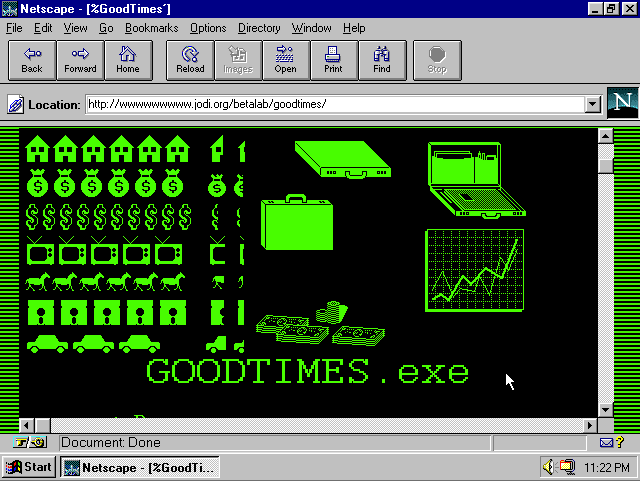 Netscape - [%GoodTimes´]
File Edit View Go Bookmarks Options Directory Window Help
Back Forward Home Reload Images Open Print Find Stop
Location: http://wwwwwwwwww.jodi.org/betalab/goodtimes/
N
$ $ $ $ $ $ $ $
$ $ $ $ $ $ $ $ $ $
GOODTIMES.exe
Document: Done
Start Netscape - [%GoodTi... 11:22 PM